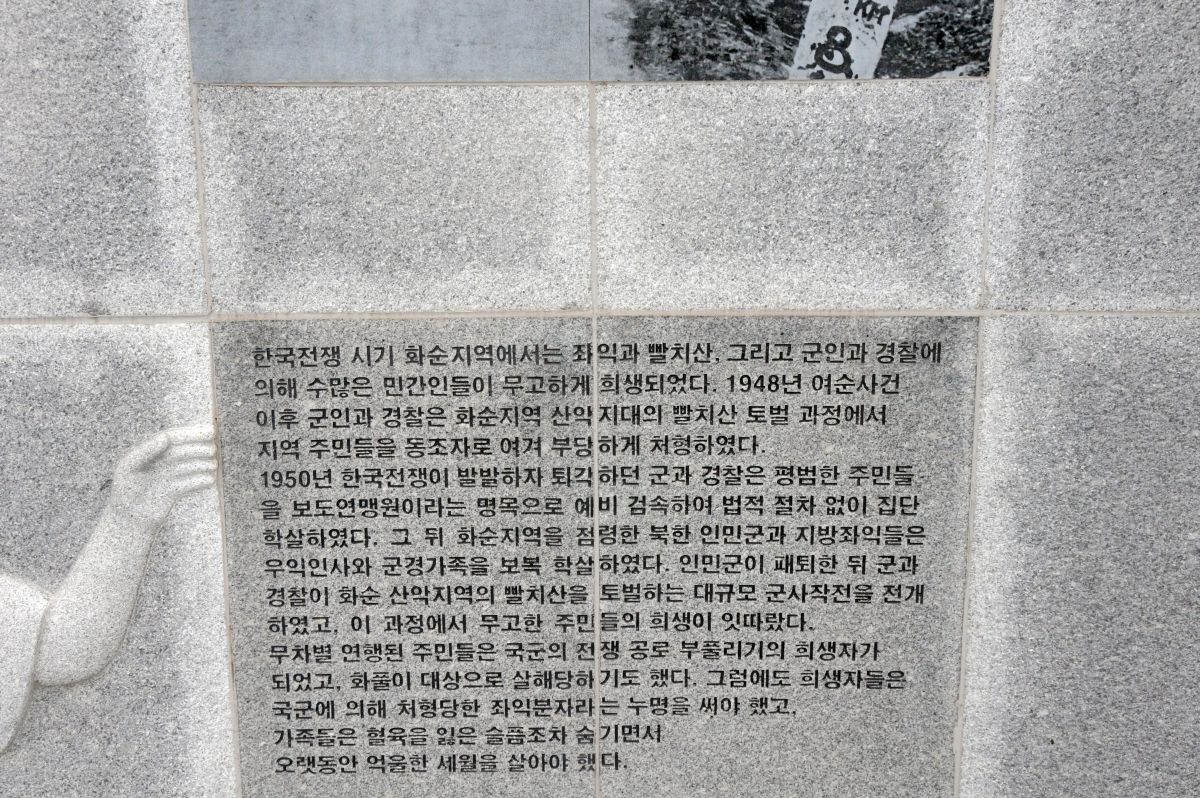 한국전쟁 시기 화순지역에서는 좌익과 빨치산, 그리고 군인과 경찰에
의해 수많은 민간인들이 무고하게 희생되었다. 1948년 여순사건
이후 군인과 경찰은 화순지역 산악지대의 빨치산 토벌 과정에서
지역 주민들을 동조자로 여겨 부당하게 처형하였다.
1950년 한국전쟁이 발발하자 퇴각하던 군과 경찰은 평범한 주민들
을 보도연맹원이라는 명목으로 예비 검속하여 법적 절차 없이 집단
학살하였다. 그 뒤 화순지역을 점령한 북한 인민군과 지방좌익들은
우익인사와 군경가족을 보복 학살하였다. 인민군이 패퇴한 뒤 군과
경찰이 화순 산악지역의 빨치산을 토벌하는 대규모 군사작전을 전개
하였고, 이 과정에서 무고한 주민들의 희생이 잇따랐다.
무차별 연행된 주민들은 국군의 전쟁 공로 부풀리기의 희생자가
되었고, 화풀이 대상으로 살해당하기도 했다. 그럼에도 희생자들은
국군에 의해 처형당한 좌익분자라는 누명을 써야 했고,
가족들은 혈육을 잃은 슬픔조차 숨기면서
오랫동안 억울한 세월을 살아야 했다.